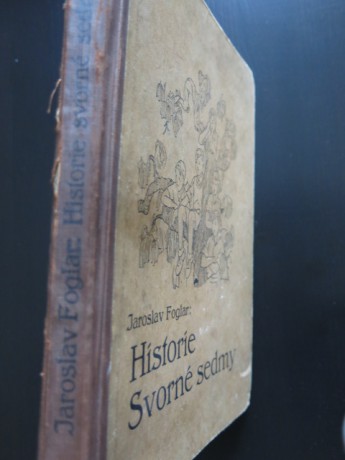 Jaroslav Foglar: Historie Svorné sedmy
Jaroslav Foglar:
Historie
Svorné sedmy